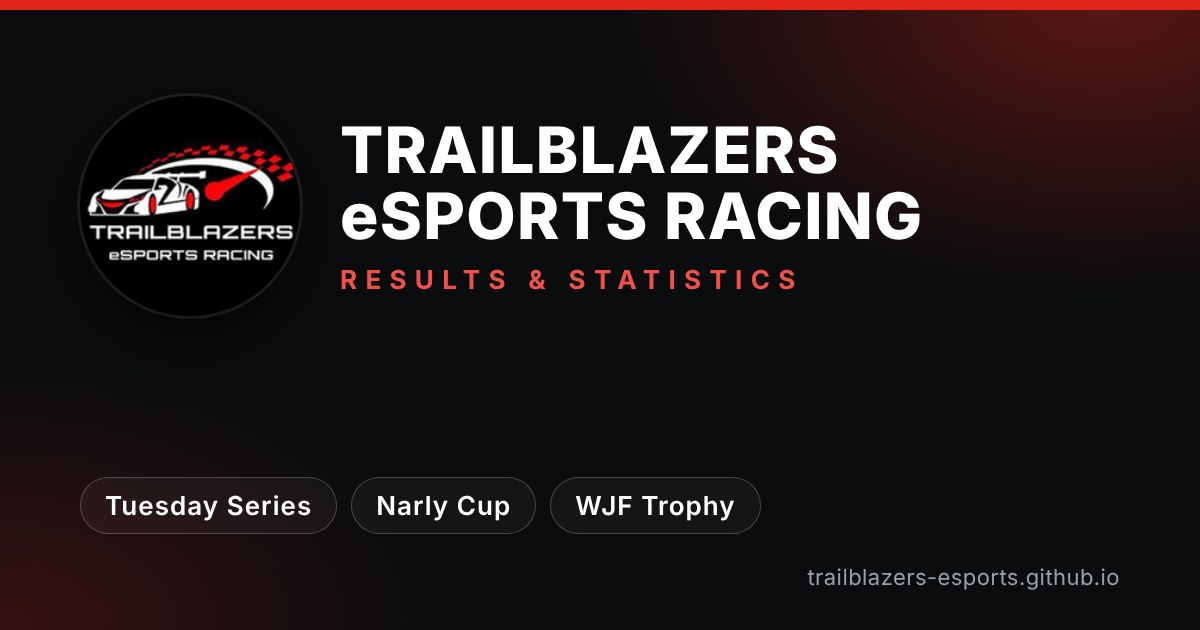 TRAILBLAZERS
eSPORTS RACING
TRAILBLAZERS
eSPORTS RACING
RESULTS & STATISTICS
Tuesday Series
Narly Cup
WJF Trophy
trailblazers-esports.github.io